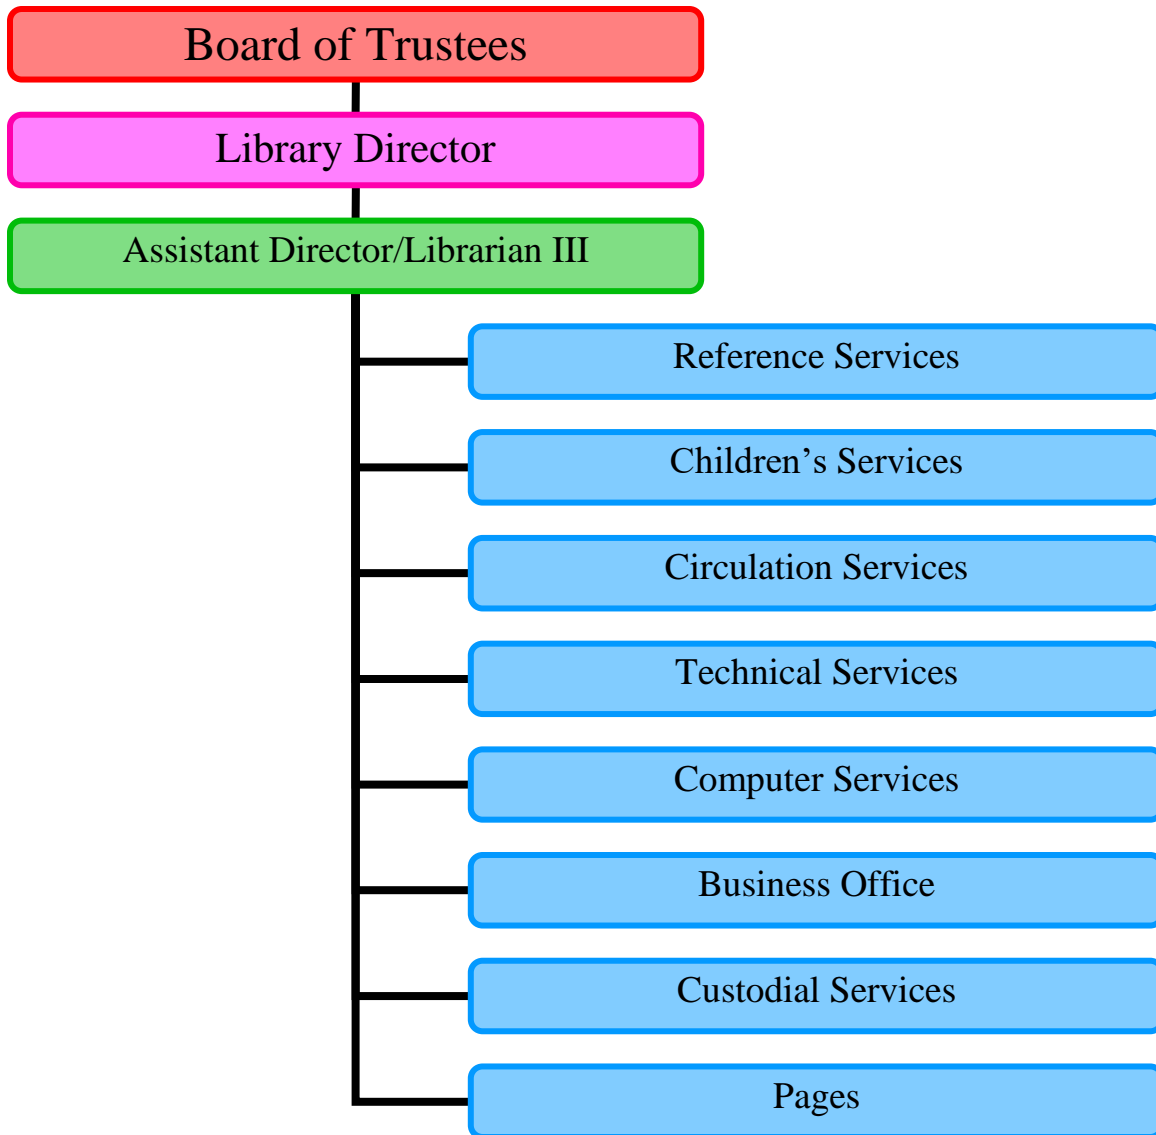 Board of Trustees
Library Director
Assistant Director/Librarian III
Reference Services
Children’s Services
Circulation Services
Technical Services
Computer Services
Business Office
Custodial Services
Pages